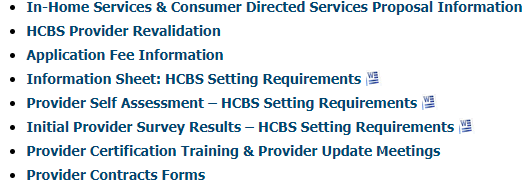 In-Home Services & Consumer Directed Services Proposal Information
HCBS Provider Revalidation
Application Fee Information
Information Sheet: HCBS Setting Requirements
Provider Self Assessment – HCBS Setting Requirements
Initial Provider Survey Results – HCBS Setting Requirements
Provider Certification Training & Provider Update Meetings
Provider Contracts Forms